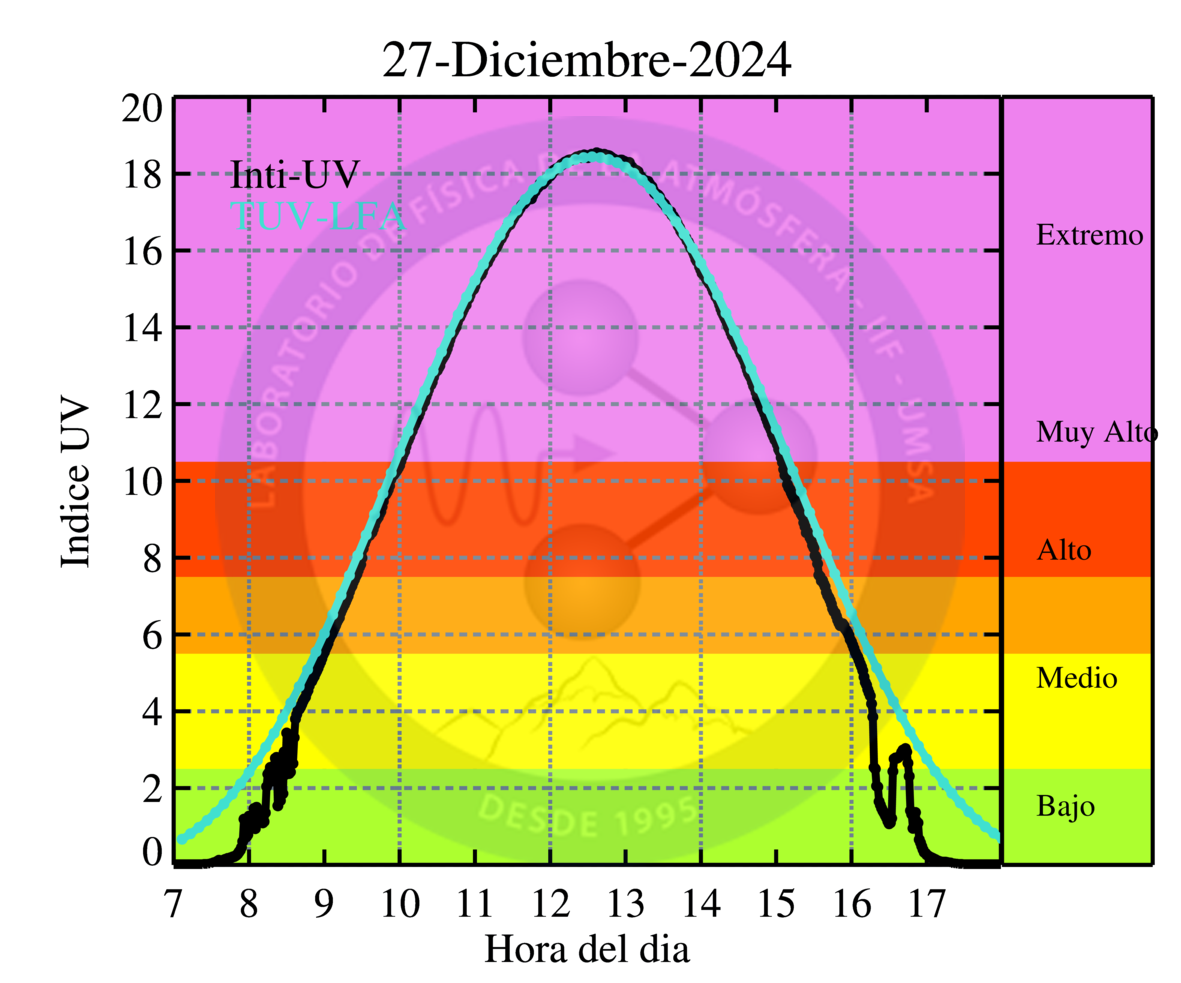 27-Diciembre-2024
20
18
16
14
12
10
8
6
4
2
0
Indice UV
Inti-UV
TUV-LFA
LABORATORIO DE FÍSICA DE LA ATMÓSFERA - IIF - UMSA
DESDE 1995
Extremo
Muy Alto
Alto
Medio
Bajo
7 8 9 10 11 12 13 14 15 16 17
Hora del dia